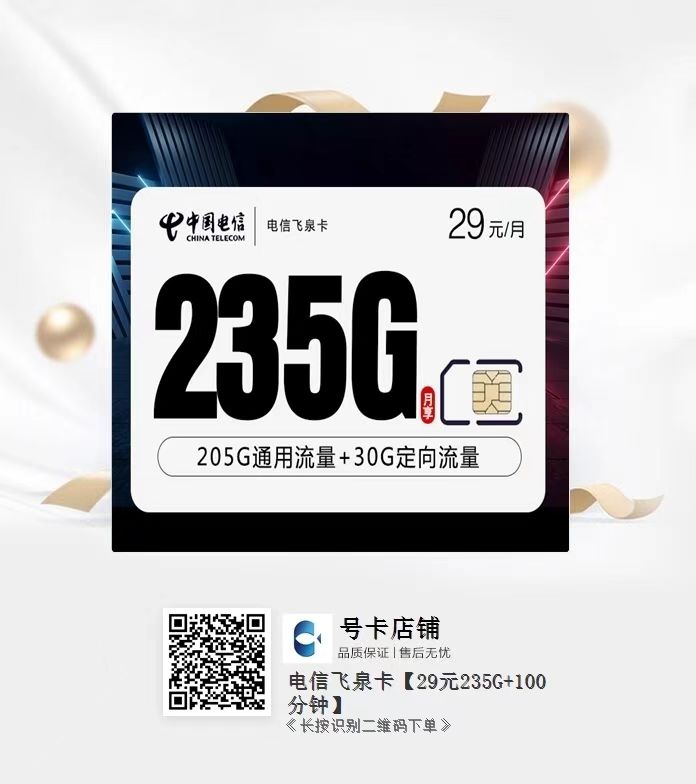 中国电信
CHINA TELECOM
电信飞泉卡
29元/月
235G
月享
205G通用流量+30G定向流量
号卡店铺
品质保证 | 售后无忧
电信飞泉卡【29元235G+100
分钟】
《长按识别二维码下单》